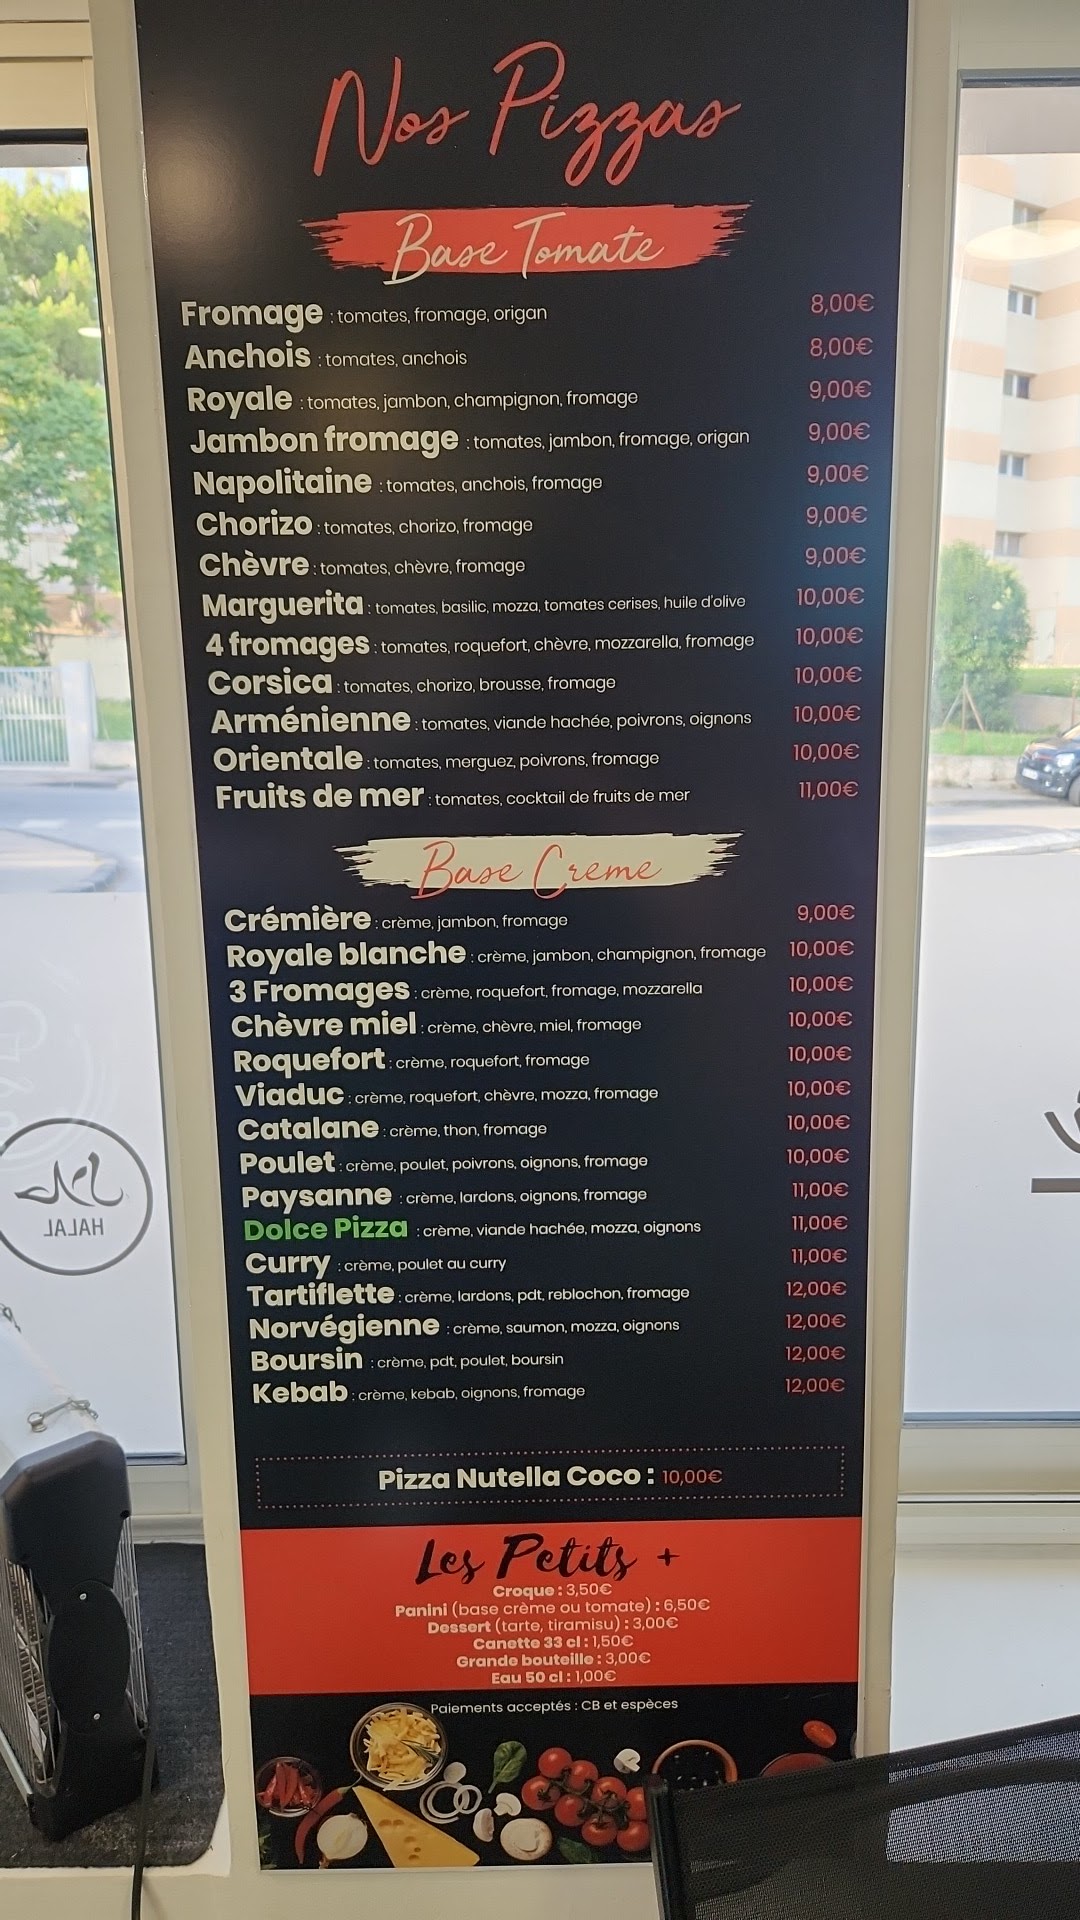 Nos Pizzas
Base Tomate
Fromage : tomates, fromage, origan 8,00€
Anchois : tomates, anchois 8,00€
Royale : tomates, jambon, champignon, fromage 9,00€
Jambon fromage : tomates, jambon, fromage, origan 9,00€
Napolitaine : tomates, anchois, fromage 9,00€
Chorizo : tomates, chorizo, fromage 9,00€
Chèvre : tomates, chèvre, fromage 9,00€
Marguerita : tomates, basilic, mozza, tomates cerises, huile d'olive 10,00€
4 fromages : tomates, roquefort, chèvre, mozzarella, fromage 10,00€
Corsica : tomates, chorizo, brousse, fromage 10,00€
Arménienne : tomates, viande hachée, poivrons, oignons 10,00€
Orientale : tomates, merguez, poivrons, fromage 10,00€
Fruits de mer : tomates, cocktail de fruits de mer 11,00€
Base Creme
Crémière : crème, jambon, fromage 9,00€
Royale blanche : crème, jambon, champignon, fromage 10,00€
3 Fromages : crème, roquefort, fromage, mozzarella 10,00€
Chèvre miel : crème, chèvre, miel, fromage 10,00€
Roquefort : crème, roquefort, fromage 10,00€
Viaduc : crème, roquefort, chèvre, mozza, fromage 10,00€
Catalane : crème, thon, fromage 10,00€
Poulet : crème, poulet, poivrons, oignons, fromage 10,00€
Paysanne : crème, lardons, oignons, fromage 11,00€
Dolce Pizza : crème, viande hachée, mozza, oignons 11,00€
Curry : crème, poulet au curry 11,00€
Tartiflette : crème, lardons, pdt, reblochon, fromage 12,00€
Norvégienne : crème, saumon, mozza, oignons 12,00€
Boursin : crème, pdt, poulet, boursin 12,00€
Kebab : crème, kebab, oignons, fromage 12,00€
Pizza Nutella Coco : 10,00€
Les Petits +
Croque : 3,50€
Panini (base crème ou tomate) : 6,50€
Dessert (tarte, tiramisu) : 3,00€
Canette 33 cl : 1,50€
Grande bouteille : 3,00€
Eau 50 cl : 1,00€
Paiements acceptés : CB et espèces
حلال
HALAL